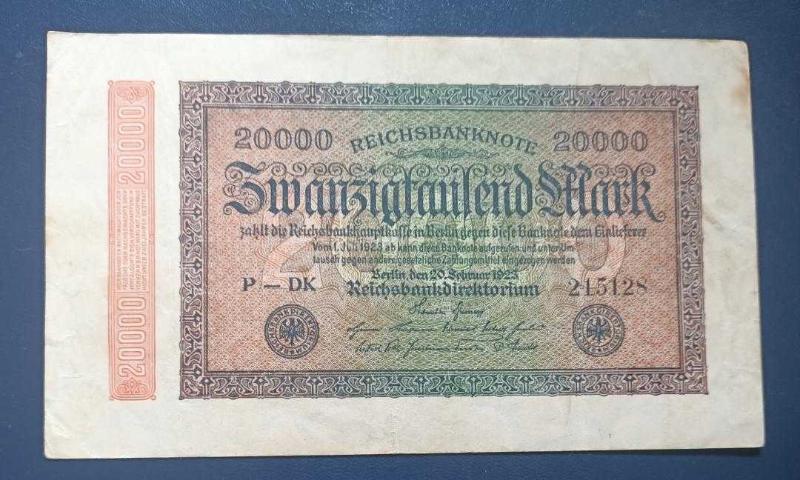 20000 REICHSBANKNOTE 20000
Zwanzigtausend Mark
zahlt die Reichsbankhauptkasse in Berlin gegen diese Banknote dem Einlieferer
Vom 1. Juli 1923 ab kann diese Banknote aufgerufen und unter Um-
tausch gegen andere gesetzliche Zahlungsmittel eingezogen werden
Berlin, den 20. Februar 1923
P — DK Reichsbankdirektorium 215128
20000
20000